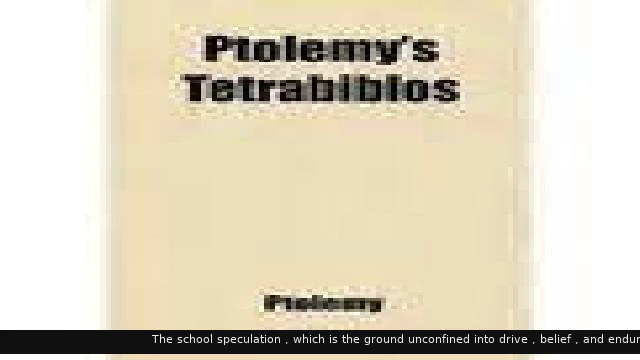 Ptolemy's
Tetrabiblos
Ptolemy
The school speculation , which is the ground unconfined into drive , belief , and endur